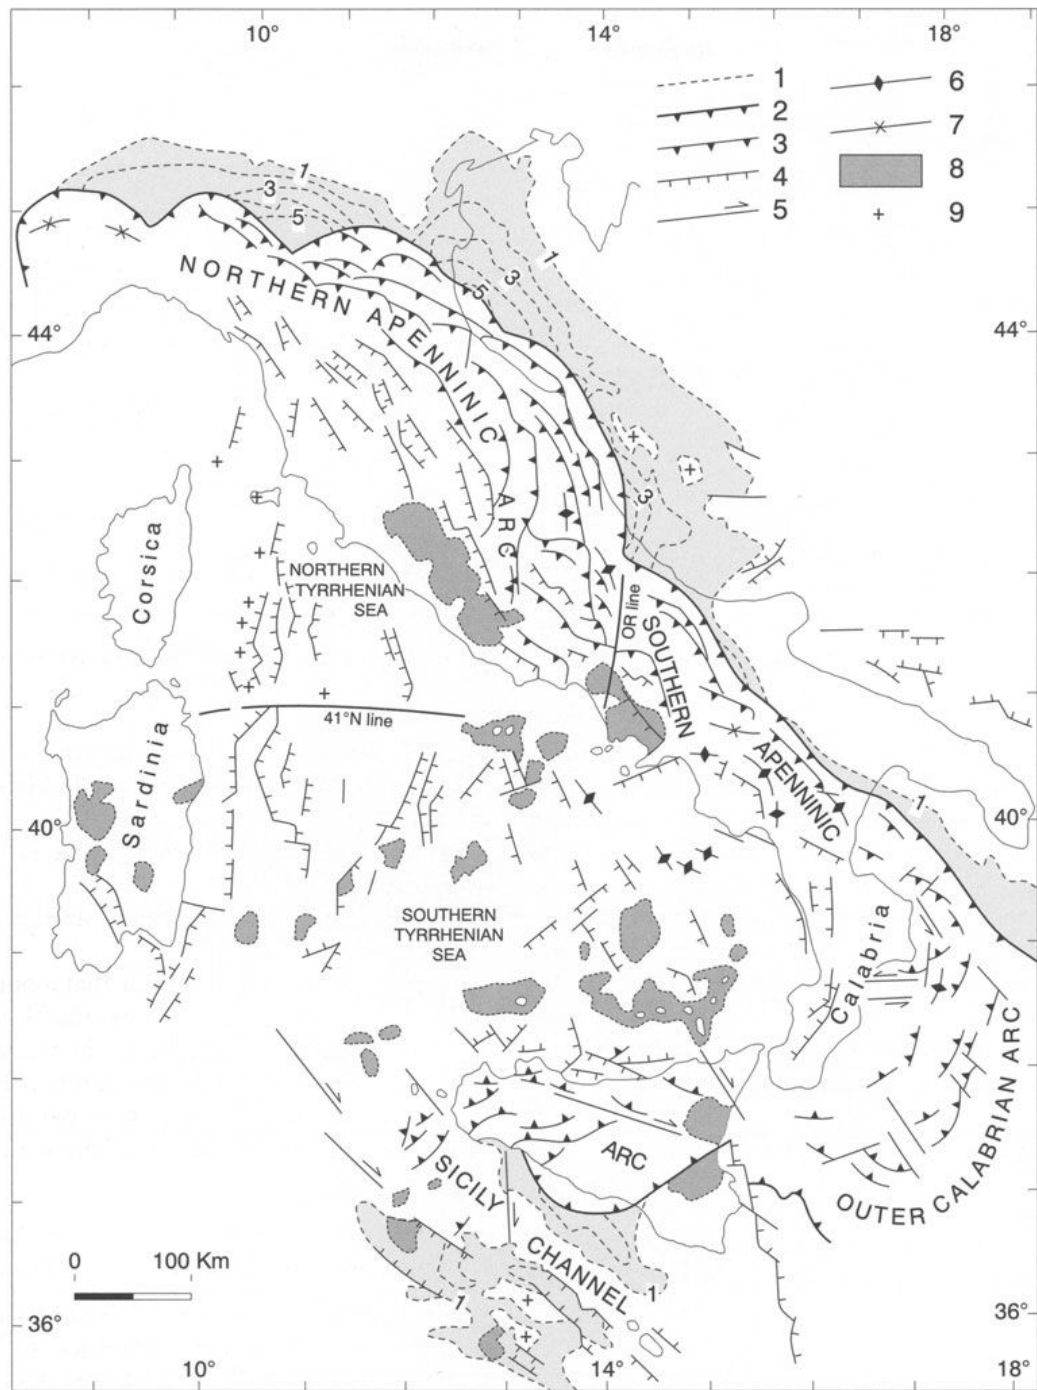 10° 14° 18°
1 6
2 7
3 8
4 9
5
1
3
5
1
3
5
NORTHERN APENNINIC ARC
44° 44°
3
Corsica
NORTHERN
TYRRHENIAN
SEA
OR line
SOUTHERN APENNINIC
41°N line
Sardinia
1
40° 40°
SOUTHERN
TYRRHENIAN
SEA
Calabria
ARC
SICILY CHANNEL
OUTER CALABRIAN ARC
0 100 Km
1
1
36°
10° 14° 18°